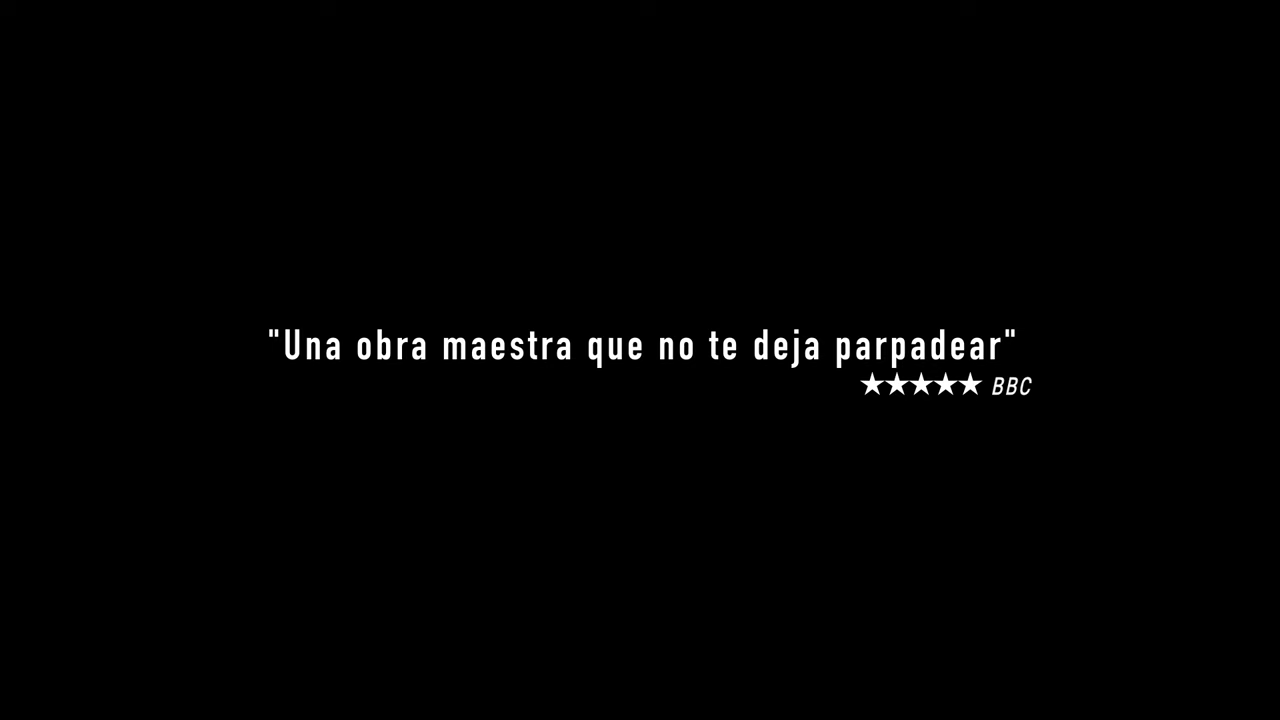 "Una obra maestra que no te deja parpadear"
★★★★★ BBC